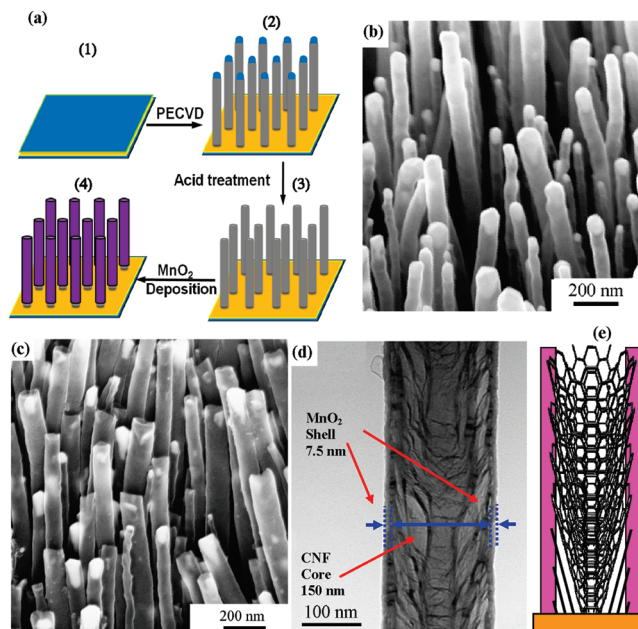 (a)
(1)
(2)
PECVD
Acid treatment
(3)
(4)
MnO₂
Deposition
(b)
200 nm
(c)
200 nm
(d)
MnO₂
Shell
7.5 nm
CNF
Core
150 nm
100 nm
(e)